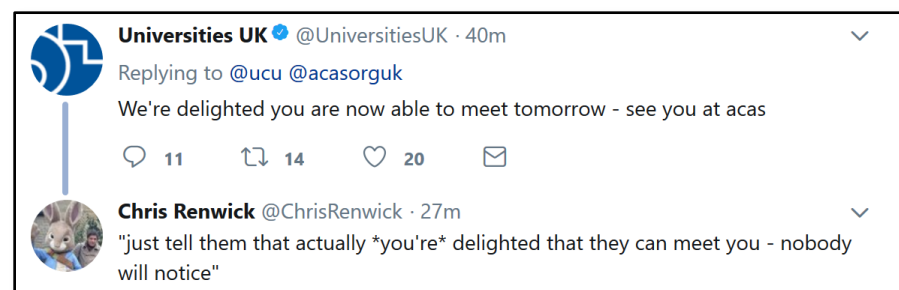 Universities UK @UniversitiesUK · 40m
Replying to @ucu @acasorguk
We're delighted you are now able to meet tomorrow - see you at acas
11 14 20
Chris Renwick @ChrisRenwick · 27m
"just tell them that actually *you're* delighted that they can meet you - nobody
will notice"